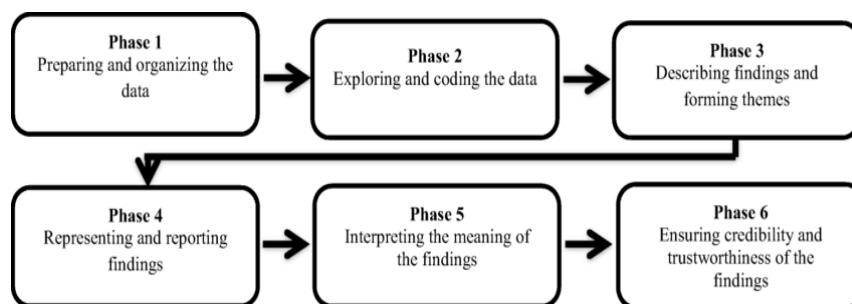 Phase 1
Preparing and organizing the
data
Phase 2
Exploring and coding the data
Phase 3
Describing findings and
forming themes
Phase 4
Representing and reporting
findings
Phase 5
Interpreting the meaning of
the findings
Phase 6
Ensuring credibility and
trustworthiness of the
findings